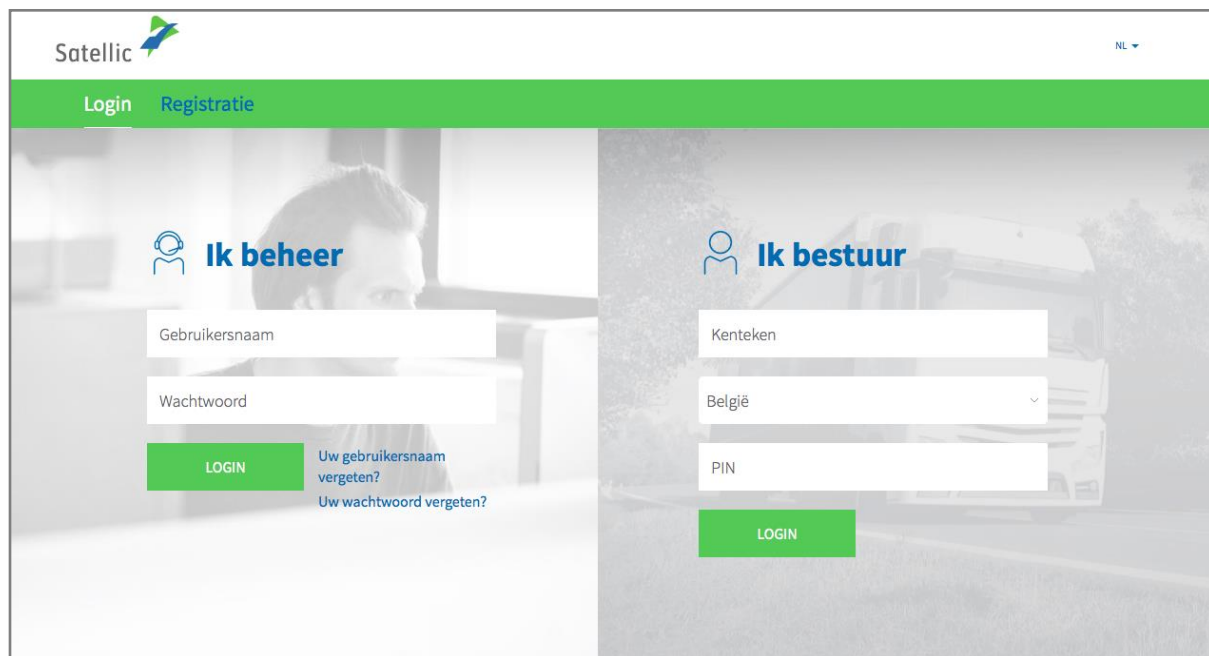 Satellic
NL
Login Registratie
Ik beheer
Gebruikersnaam
Wachtwoord
LOGIN
Uw gebruikersnaam
vergeten?
Uw wachtwoord vergeten?
Ik bestuur
Kenteken
België
PIN
LOGIN